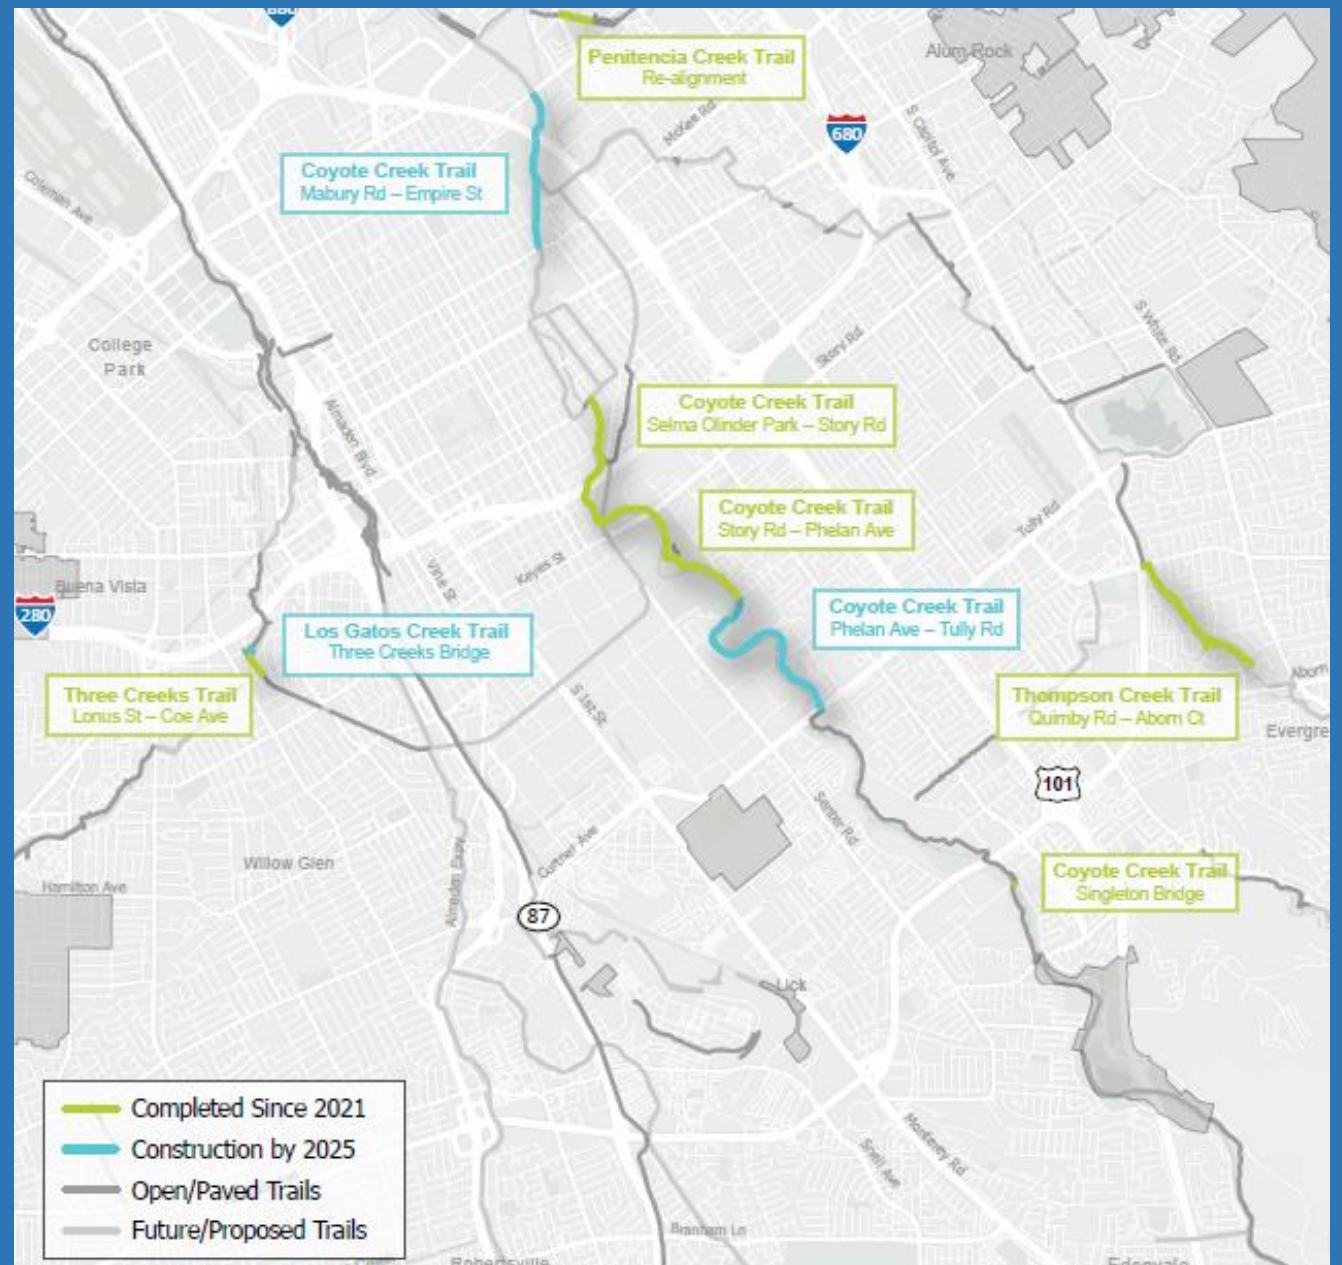 880
Penitencia Creek Trail
Re-alignment
Alum Rock
680
McKee Rd
S Capitol Ave
Coyote Creek Trail
Mabury Rd – Empire St
Coleman Ave
College
Park
Story Rd
S White Rd
Almaden Blvd
Coyote Creek Trail
Selma Olinder Park – Story Rd
Coyote Creek Trail
Story Rd – Phelan Ave
Tully Rd
Vine St
Keyes St
Buena Vista
280
Los Gatos Creek Trail
Three Creeks Bridge
Coyote Creek Trail
Phelan Ave – Tully Rd
Three Creeks Trail
Lonus St – Coe Ave
S 1st St
Thompson Creek Trail
Quimby Rd – Aborn Ct
Aborn
Evergre
101
Senter Rd
Curtner Ave
Willow Glen
Hamilton Ave
Almaden Expy
Coyote Creek Trail
Singleton Bridge
87
Lick
Completed Since 2021
Construction by 2025
Open/Paved Trails
Future/Proposed Trails
Monterey Rd
Snell Ave
Branham Ln
Robertsville
Edenvale